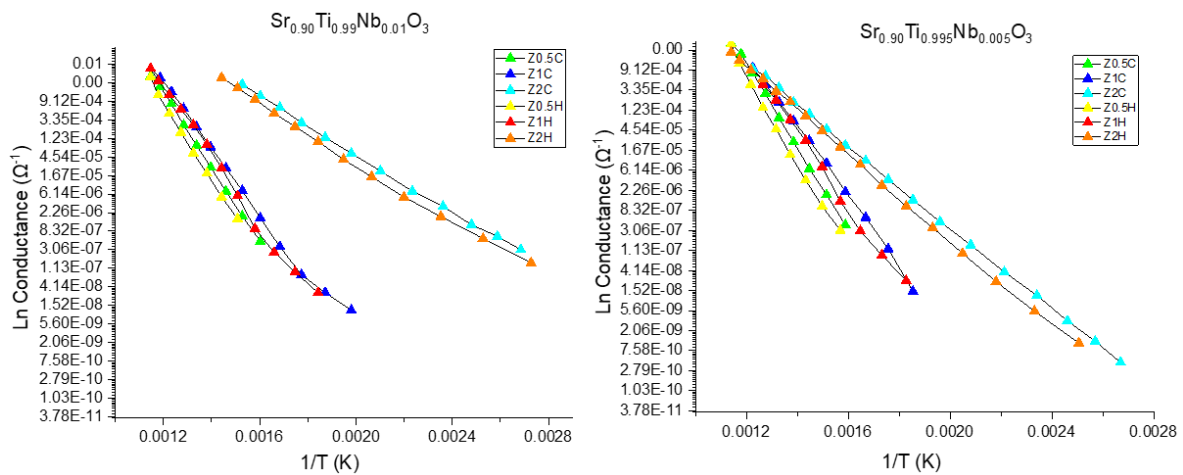 Sr0.90Ti0.99Nb0.01O3
Ln Conductance (Ω-1)
0.01
0.00
9.12E-04
3.35E-04
1.23E-04
4.54E-05
1.67E-05
6.14E-06
2.26E-06
8.32E-07
3.06E-07
1.13E-07
4.14E-08
1.52E-08
5.60E-09
2.06E-09
7.58E-10
2.79E-10
1.03E-10
3.78E-11
Z0.5C
Z1C
Z2C
Z0.5H
Z1H
Z2H
0.0012 0.0016 0.0020 0.0024 0.0028
1/T (K)
Sr0.90Ti0.995Nb0.005O3
Ln Conductance (Ω-1)
0.00
9.12E-04
3.35E-04
1.23E-04
4.54E-05
1.67E-05
6.14E-06
2.26E-06
8.32E-07
3.06E-07
1.13E-07
4.14E-08
1.52E-08
5.60E-09
2.06E-09
7.58E-10
2.79E-10
1.03E-10
3.78E-11
Z0.5C
Z1C
Z2C
Z0.5H
Z1H
Z2H
0.0012 0.0016 0.0020 0.0024 0.0028
1/T (K)